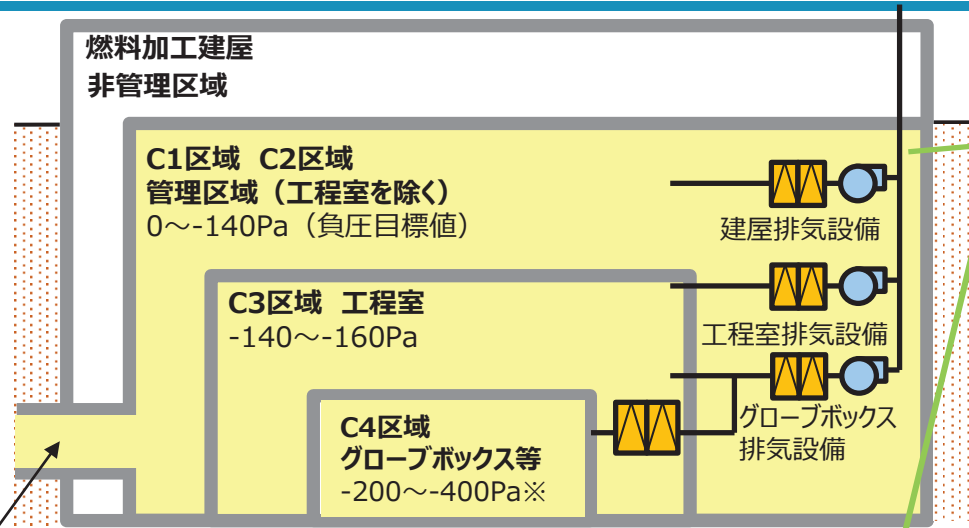 燃料加工建屋
非管理区域
C1区域 C2区域
管理区域（工程室を除く）
0～-140Pa（負圧目標値）
建屋排気設備
C3区域 工程室
-140～-160Pa
工程室排気設備
C4区域
グローブボックス等
-200～-400Pa※
グローブボックス
排気設備